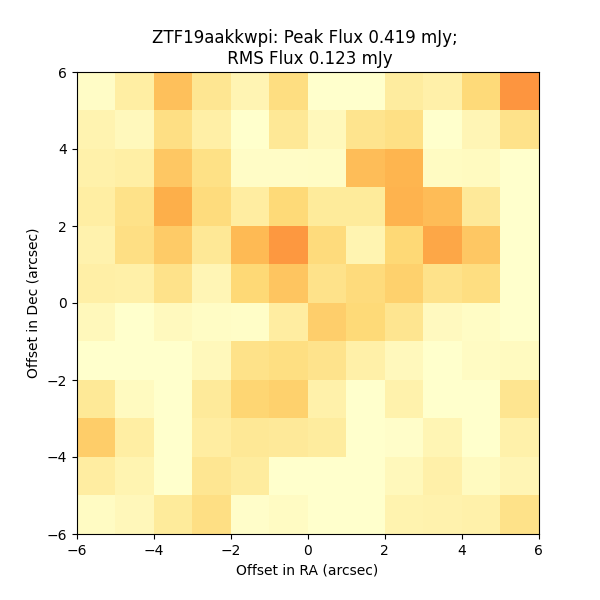 ZTF19aakkwpi: Peak Flux 0.419 mJy;
RMS Flux 0.123 mJy
6
4
2
0
−2
−4
−6
Offset in Dec (arcsec)
−6 −4 −2 0 2 4 6
Offset in RA (arcsec)